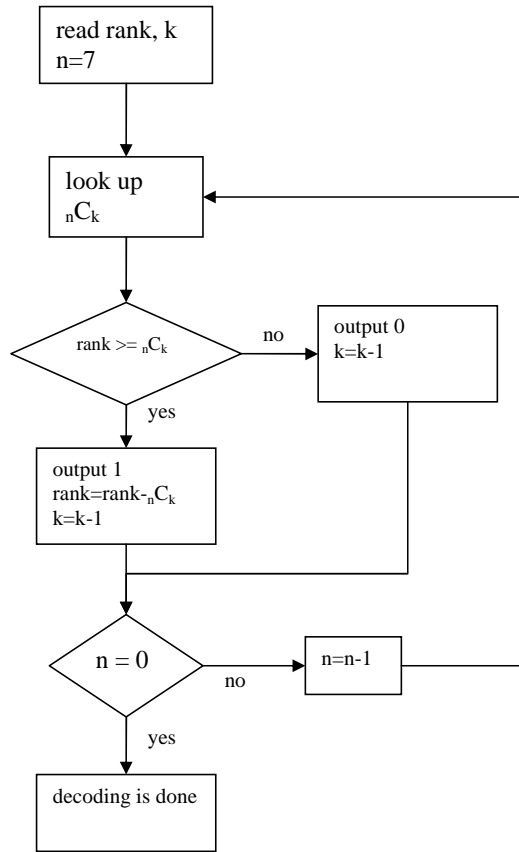 read rank, k
n=7
look up
ₙCₖ
rank >= ₙCₖ
no
output 0
k=k-1
yes
output 1
rank=rank-ₙCₖ
k=k-1
n = 0
no
n=n-1
yes
decoding is done